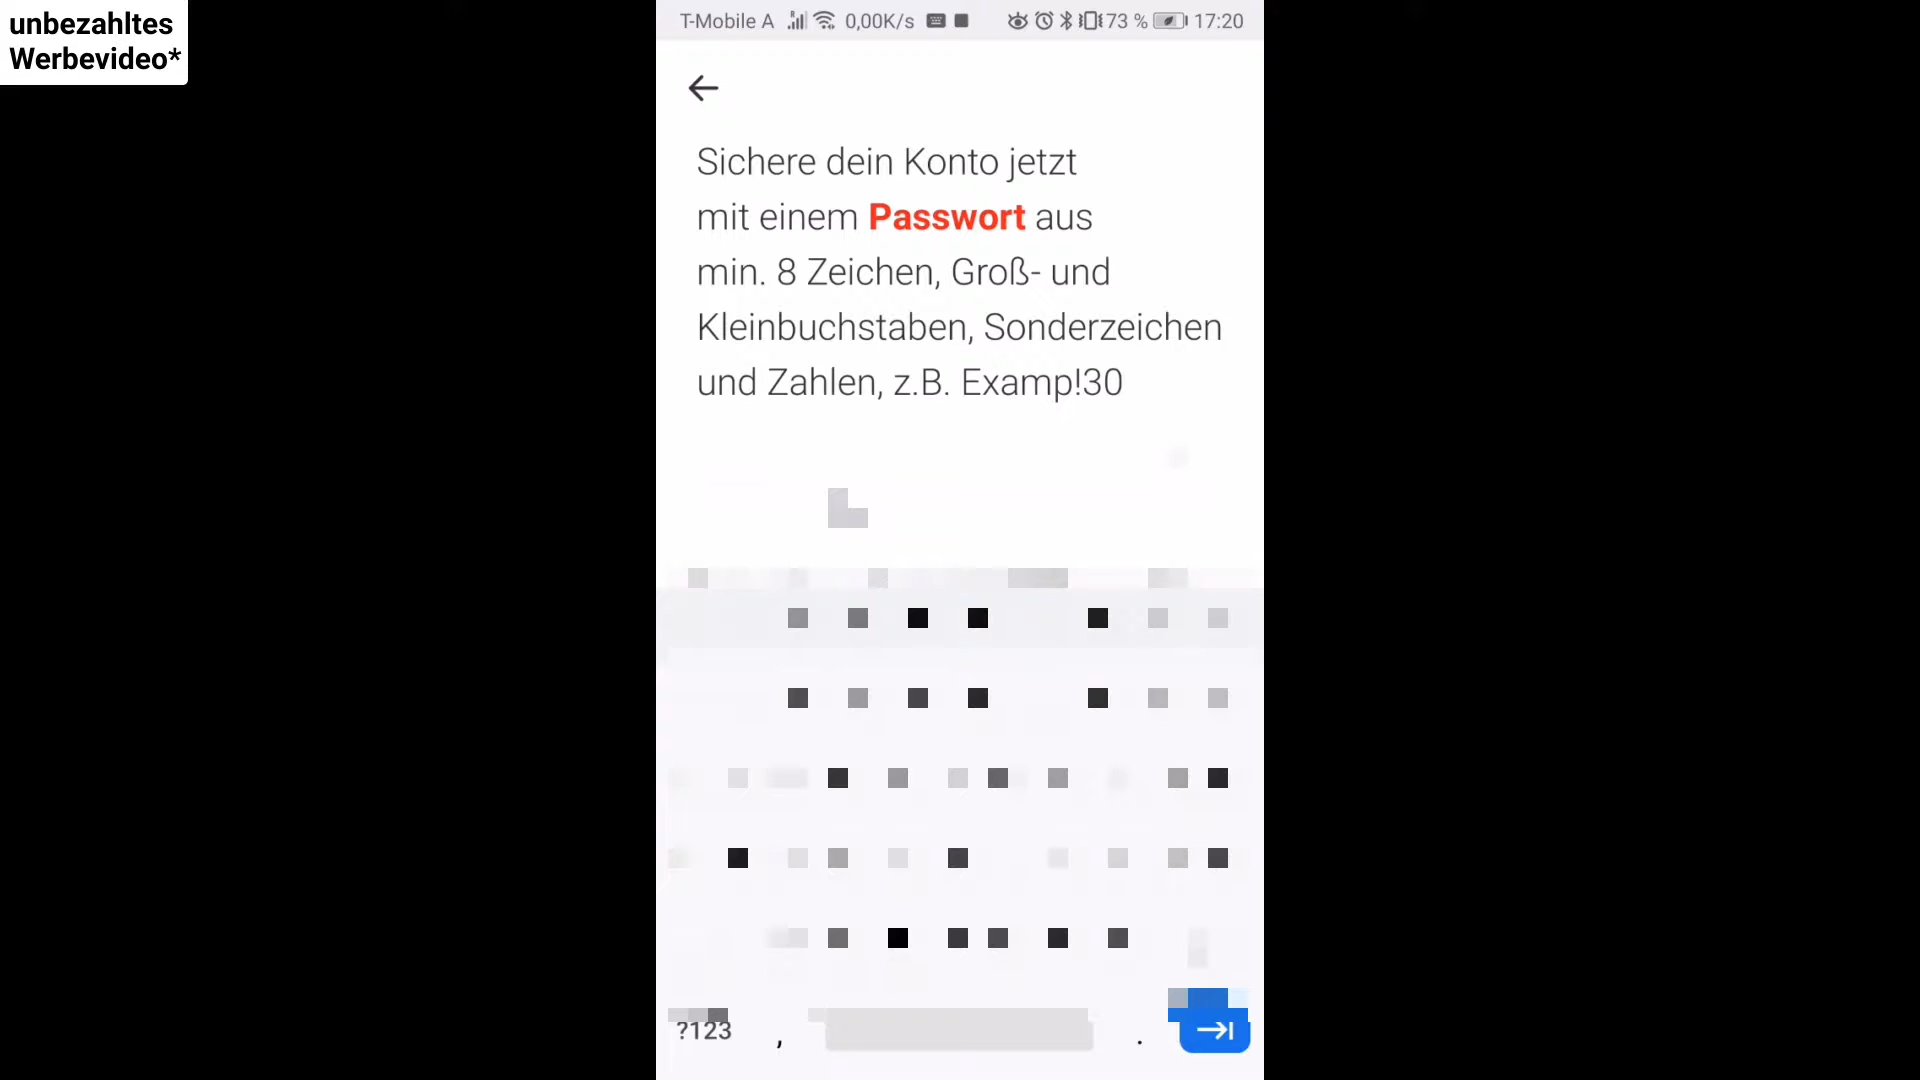 unbezahltes
Werbevideo*
T-Mobile A R 0,00K/s 73 % 17:20
Sichere dein Konto jetzt
mit einem Passwort aus
min. 8 Zeichen, Groß- und
Kleinbuchstaben, Sonderzeichen
und Zahlen, z.B. Examp!30
?123 , .